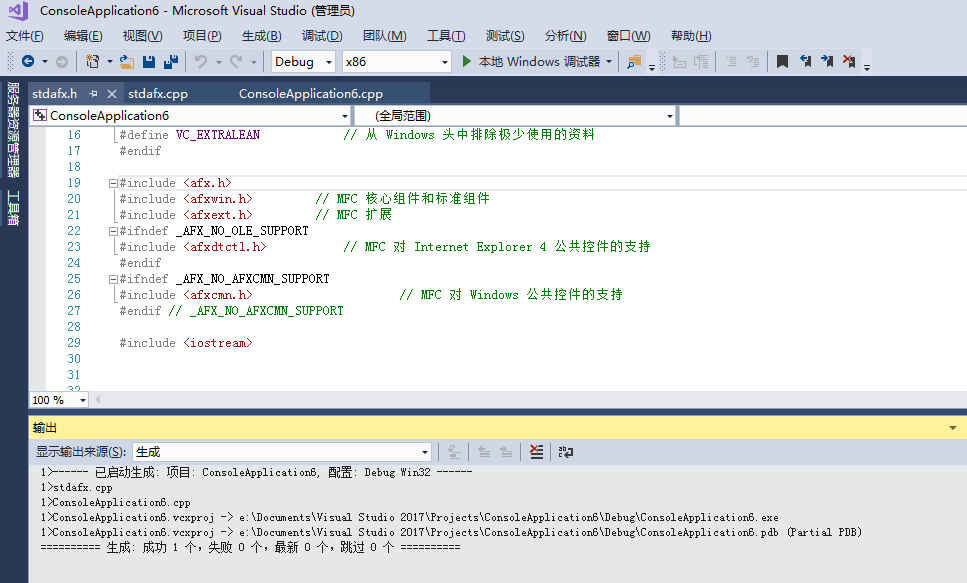 ConsoleApplication6 - Microsoft Visual Studio (管理员)
文件(F) 编辑(E) 视图(V) 项目(P) 生成(B) 调试(D) 团队(M) 工具(T) 测试(S) 分析(N) 窗口(W) 帮助(H)
Debug x86 本地 Windows 调试器
服务器资源管理器
工具箱
stdafx.h stdafx.cpp ConsoleApplication6.cpp
ConsoleApplication6 (全局范围)
16 #define VC_EXTRALEAN // 从 Windows 头中排除极少使用的资料
17 #endif
18
19 #include <afx.h>
20 #include <afxwin.h> // MFC 核心组件和标准组件
21 #include <afxext.h> // MFC 扩展
22 #ifndef _AFX_NO_OLE_SUPPORT
23 #include <afxdtctl.h> // MFC 对 Internet Explorer 4 公共控件的支持
24 #endif
25 #ifndef _AFX_NO_AFXCMN_SUPPORT
26 #include <afxcmn.h> // MFC 对 Windows 公共控件的支持
27 #endif // _AFX_NO_AFXCMN_SUPPORT
28
29 #include <iostream>
30
31
32
100 %
输出
显示输出来源(S): 生成
1>------ 已启动生成: 项目: ConsoleApplication6, 配置: Debug Win32 ------
1>stdafx.cpp
1>ConsoleApplication6.cpp
1>ConsoleApplication6.vcxproj -> e:\Documents\Visual Studio 2017\Projects\ConsoleApplication6\Debug\ConsoleApplication6.exe
1>ConsoleApplication6.vcxproj -> e:\Documents\Visual Studio 2017\Projects\ConsoleApplication6\Debug\ConsoleApplication6.pdb (Partial PDB)
========== 生成: 成功 1 个，失败 0 个，最新 0 个，跳过 0 个 ==========